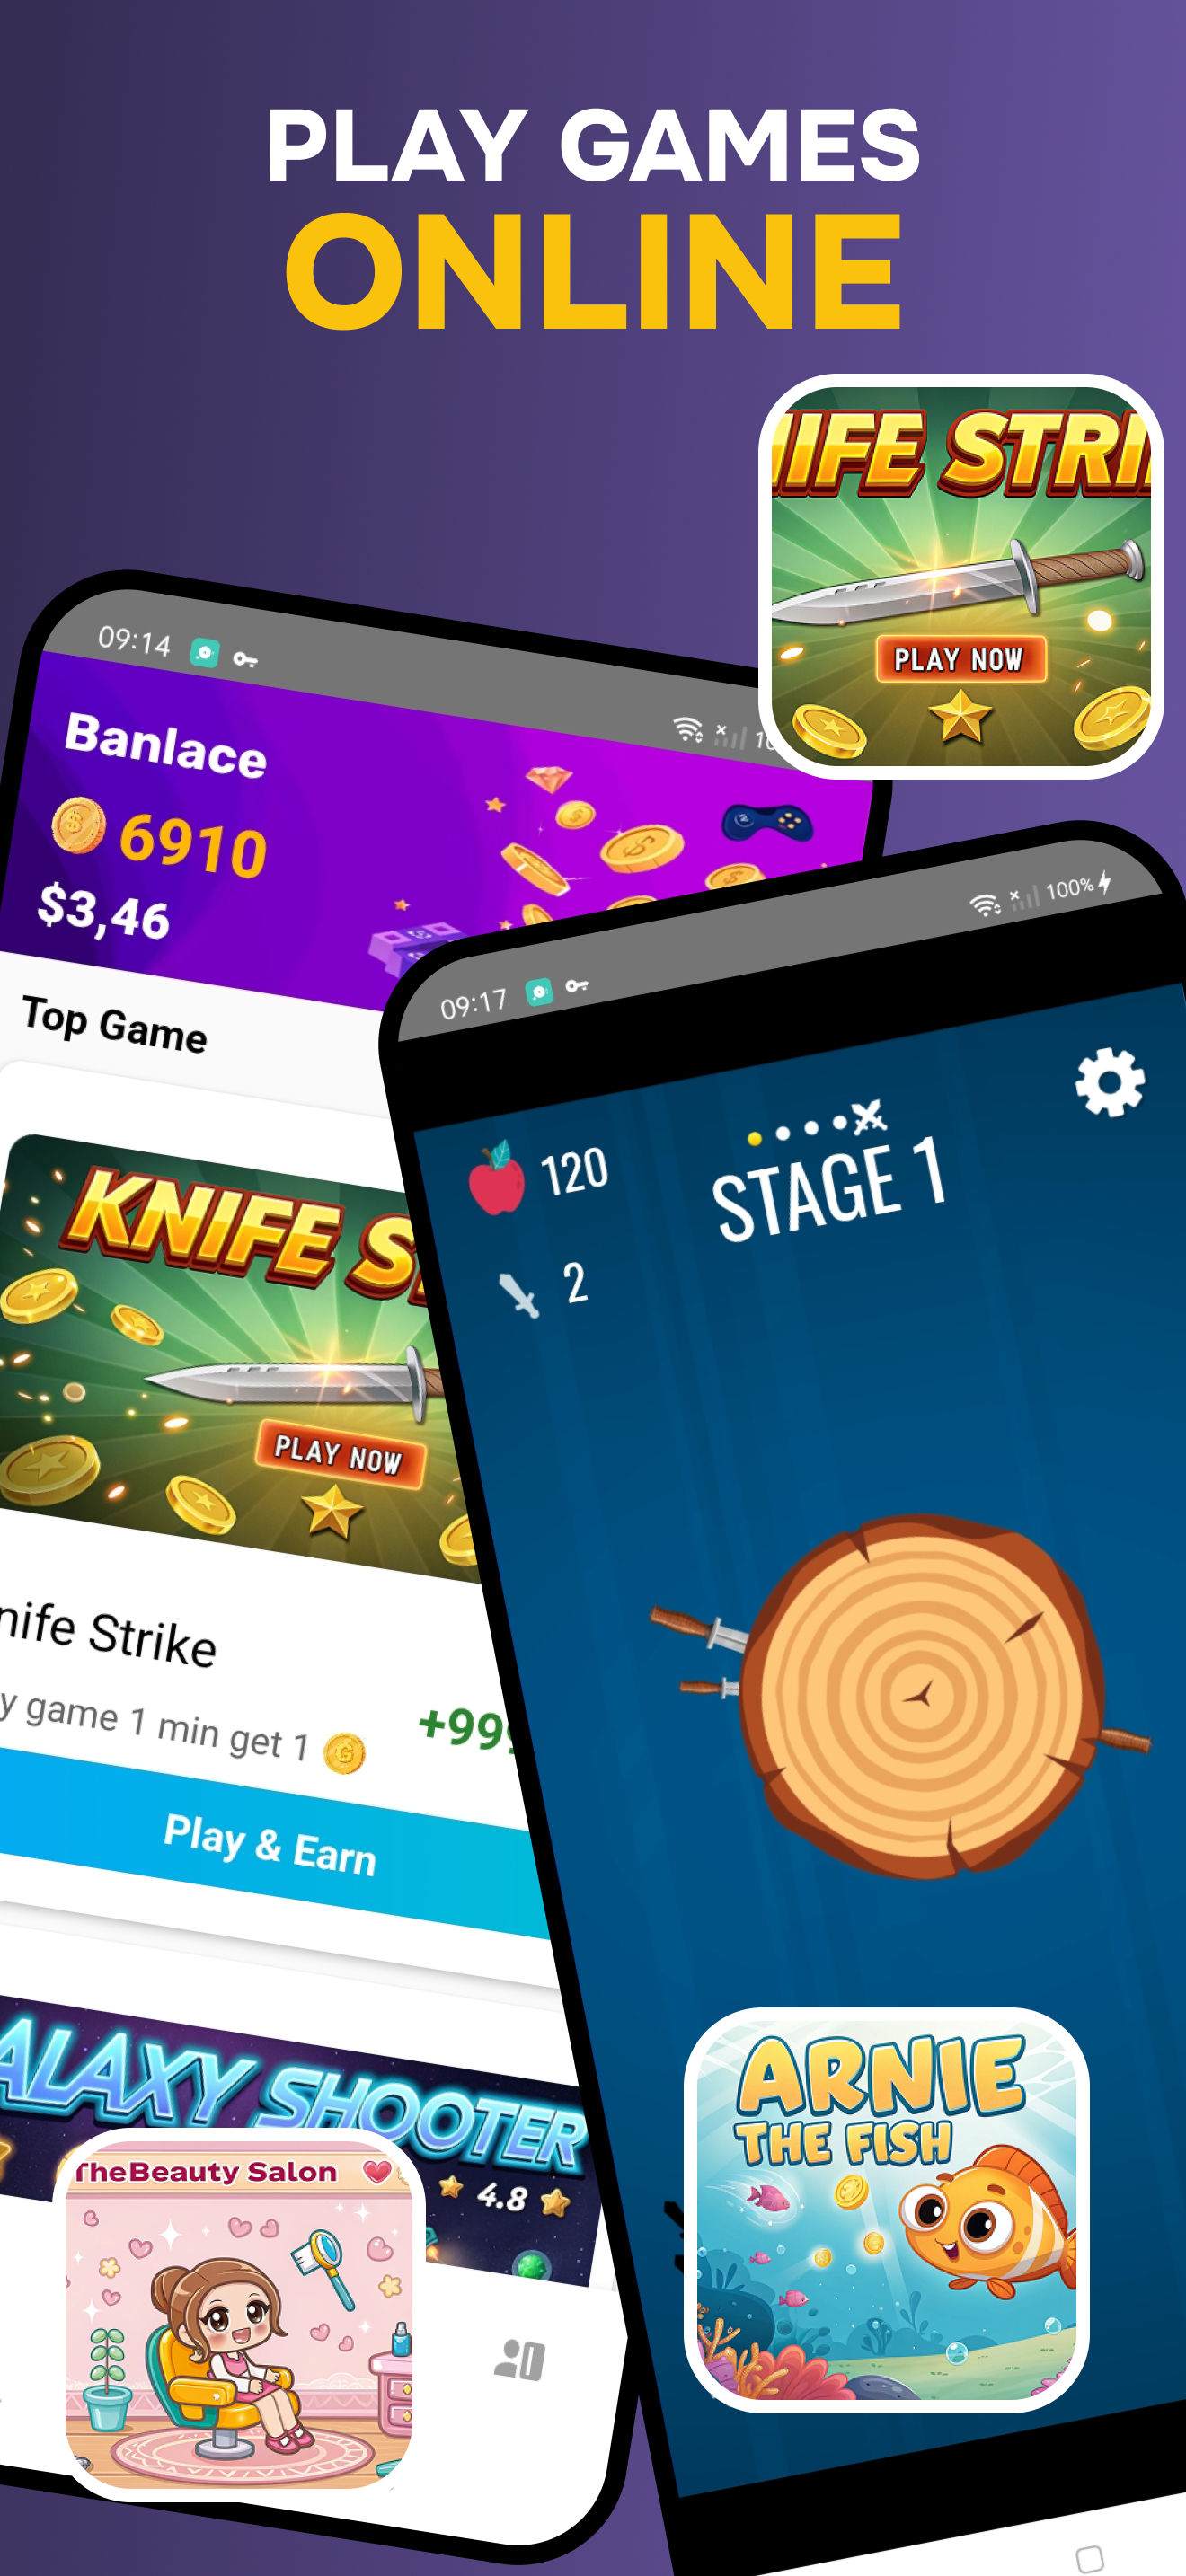 PLAY GAMES
ONLINE
NIFE STRI
PLAY NOW
09:14
Banlace
6910
$3,46
Top Game
KNIFE S
PLAY NOW
nife Strike
y game 1 min get 1
+999
Play & Earn
ALAXY SHOOTER
4.8
TheBeauty Salon
09:17
100%
120
STAGE 1
2
ARNIE
THE FISH